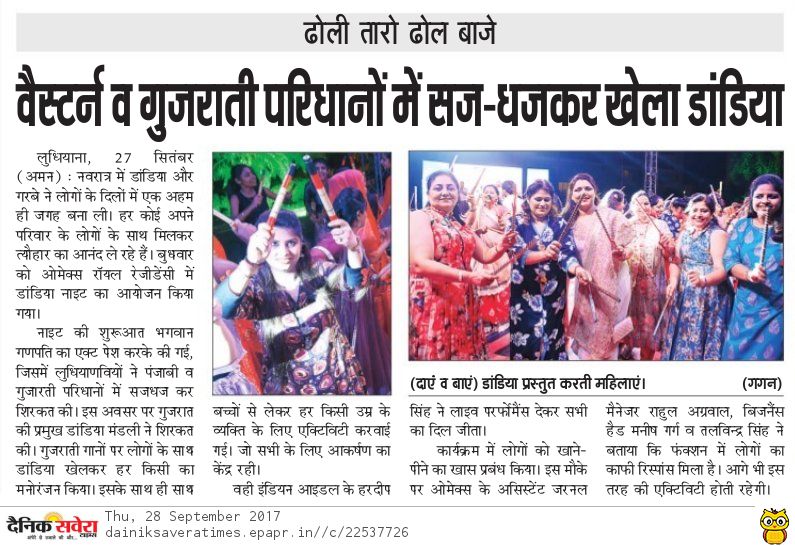 ढोली तारो ढोल बाजे
वैस्टर्न व गुजराती परिधानों में सज-धजकर खेला डांडिया
लुधियाना, 27 सितंबर
(अमन) : नवरात्र में डांडिया और
गरबे ने लोगों के दिलों में एक अहम
ही जगह बना ली। हर कोई अपने
परिवार के लोगों के साथ मिलकर
त्यौहार का आनंद ले रहे हैं। बुधवार
को ओमेक्स रॉयल रेजीडेंसी में
डांडिया नाइट का आयोजन किया
गया।
नाइट की शुरूआत भगवान
गणपति का एक्ट पेश करके की गई,
जिसमें लुधियाणवियों ने पंजाबी व
गुजारती परिधानों में सजधज कर
शिरकत की। इस अवसर पर गुजरात
की प्रमुख डांडिया मंडली ने शिरकत
की। गुजराती गानों पर लोगों के साथ
डांडिया खेलकर हर किसी का
मनोरंजन किया। इसके साथ ही साथ
बच्चों से लेकर हर किसी उम्र के
व्यक्ति के लिए एक्टिविटी करवाई
गई। जो सभी के लिए आकर्षण का
केंद्र रही।
वही इंडियन आइडल के हरदीप
(दाएं व बाएं) डांडिया प्रस्तुत करती महिलाएं। (गगन)
सिंह ने लाइव परफोंमैंस देकर सभी
का दिल जीता।
कार्यक्रम में लोगों को खाने-
पीने का खास प्रबंध किया। इस मौके
पर ओमेक्स के असिस्टेंट जरनल
मैनेजर राहुल अग्रवाल, बिजनैंस
हैड मनीष गर्ग व तलविन्द्र सिंह ने
बताया कि फंक्शन में लोगों का
काफी रिस्पांस मिला है। आगे भी इस
तरह की एक्टिविटी होती रहेगी।
दैनिक सवेरा
टाइम्स
Thu, 28 September 2017
dainiksaveratimes.epapr.in//c/22537726